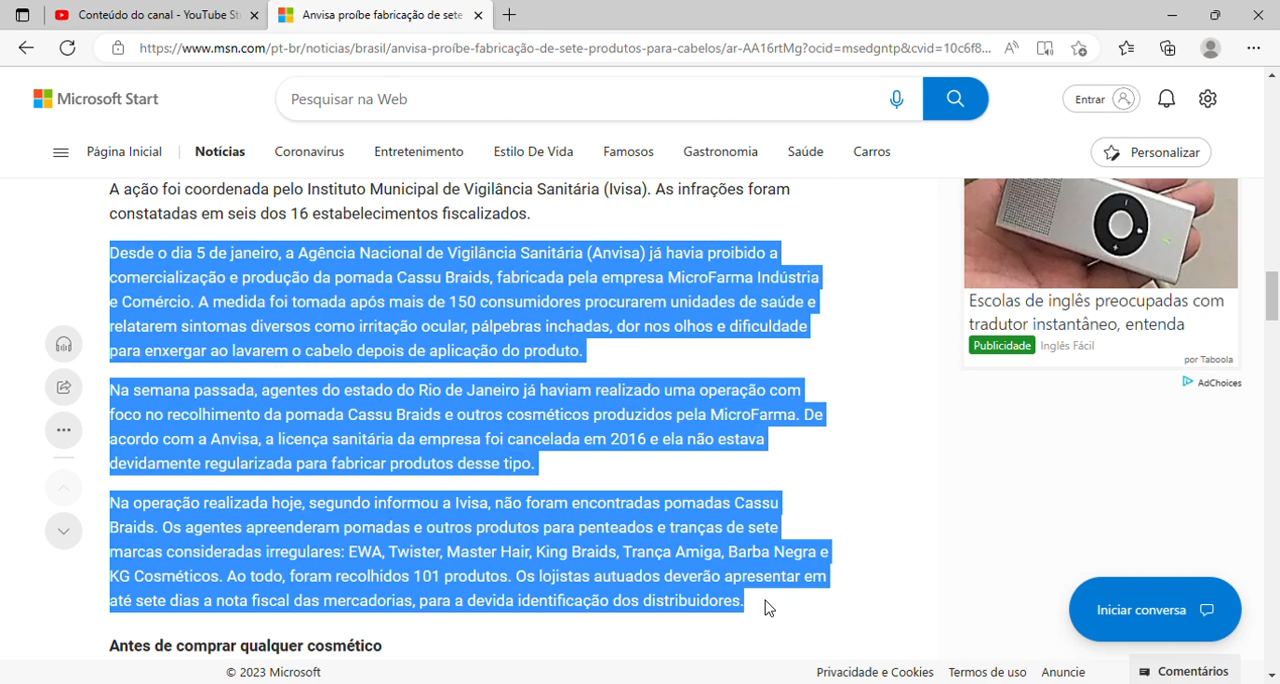 Conteúdo do canal - YouTube St
Anvisa proíbe fabricação de sete
https://www.msn.com/pt-br/noticias/brasil/anvisa-proíbe-fabricação-de-sete-produtos-para-cabelos/ar-AA16rtMg?ocid=msedgntp&cvid=10c6f8...
Microsoft Start
Pesquisar na Web
Entrar
Página Inicial
Notícias
Coronavírus
Entretenimento
Estilo De Vida
Famosos
Gastronomia
Saúde
Carros
Personalizar
A ação foi coordenada pelo Instituto Municipal de Vigilância Sanitária (Ivisa). As infrações foram
constatadas em seis dos 16 estabelecimentos fiscalizados.
Desde o dia 5 de janeiro, a Agência Nacional de Vigilância Sanitária (Anvisa) já havia proibido a
comercialização e produção da pomada Cassu Braids, fabricada pela empresa MicroFarma Indústria
e Comércio. A medida foi tomada após mais de 150 consumidores procurarem unidades de saúde e
relatarem sintomas diversos como irritação ocular, pálpebras inchadas, dor nos olhos e dificuldade
para enxergar ao lavarem o cabelo depois de aplicação do produto.
Na semana passada, agentes do estado do Rio de Janeiro já haviam realizado uma operação com
foco no recolhimento da pomada Cassu Braids e outros cosméticos produzidos pela MicroFarma. De
acordo com a Anvisa, a licença sanitária da empresa foi cancelada em 2016 e ela não estava
devidamente regularizada para fabricar produtos desse tipo.
Na operação realizada hoje, segundo informou a Ivisa, não foram encontradas pomadas Cassu
Braids. Os agentes apreenderam pomadas e outros produtos para penteados e tranças de sete
marcas consideradas irregulares: EWA, Twister, Master Hair, King Braids, Trança Amiga, Barba Negra e
KG Cosméticos. Ao todo, foram recolhidos 101 produtos. Os lojistas autuados deverão apresentar em
até sete dias a nota fiscal das mercadorias, para a devida identificação dos distribuidores.
Antes de comprar qualquer cosmético
Escolas de inglês preocupadas com
tradutor instantâneo, entenda
Publicidade Inglês Fácil
por Taboola
AdChoices
Iniciar conversa
© 2023 Microsoft
Privacidade e Cookies
Termos de uso
Anuncie
Comentários